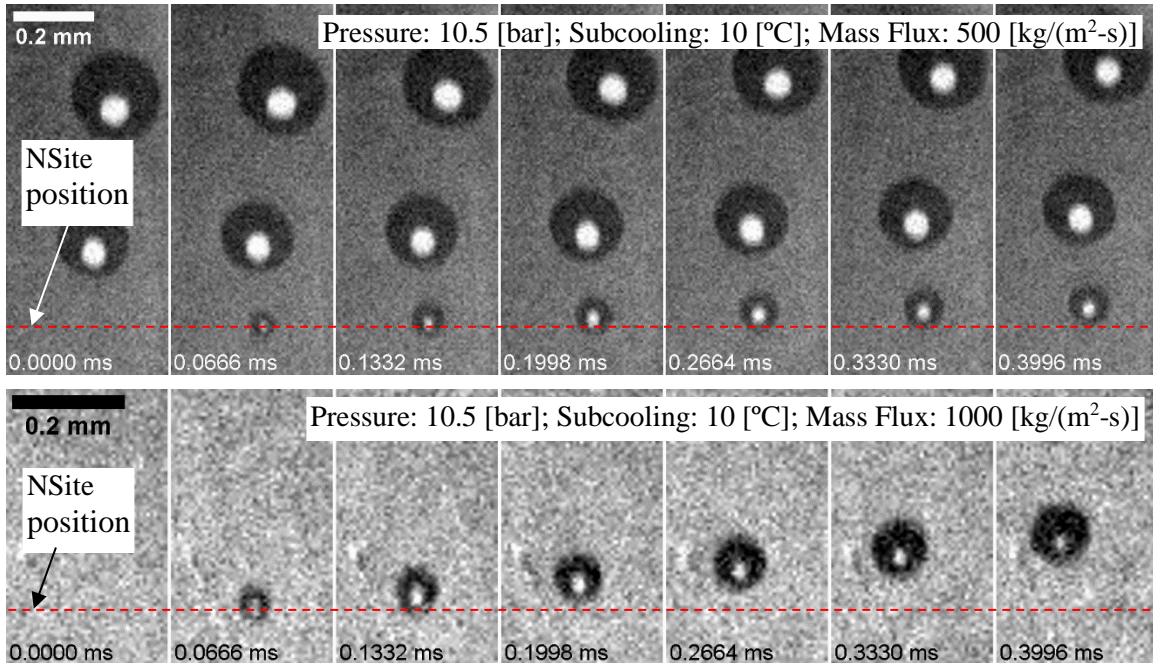 0.2 mm
Pressure: 10.5 [bar]; Subcooling: 10 [ºC]; Mass Flux: 500 [kg/(m²-s)]
NSite
position
0.0000 ms
0.0666 ms
0.1332 ms
0.1998 ms
0.2664 ms
0.3330 ms
0.3996 ms
0.2 mm
Pressure: 10.5 [bar]; Subcooling: 10 [ºC]; Mass Flux: 1000 [kg/(m²-s)]
NSite
position
0.0000 ms
0.0666 ms
0.1332 ms
0.1998 ms
0.2664 ms
0.3330 ms
0.3996 ms